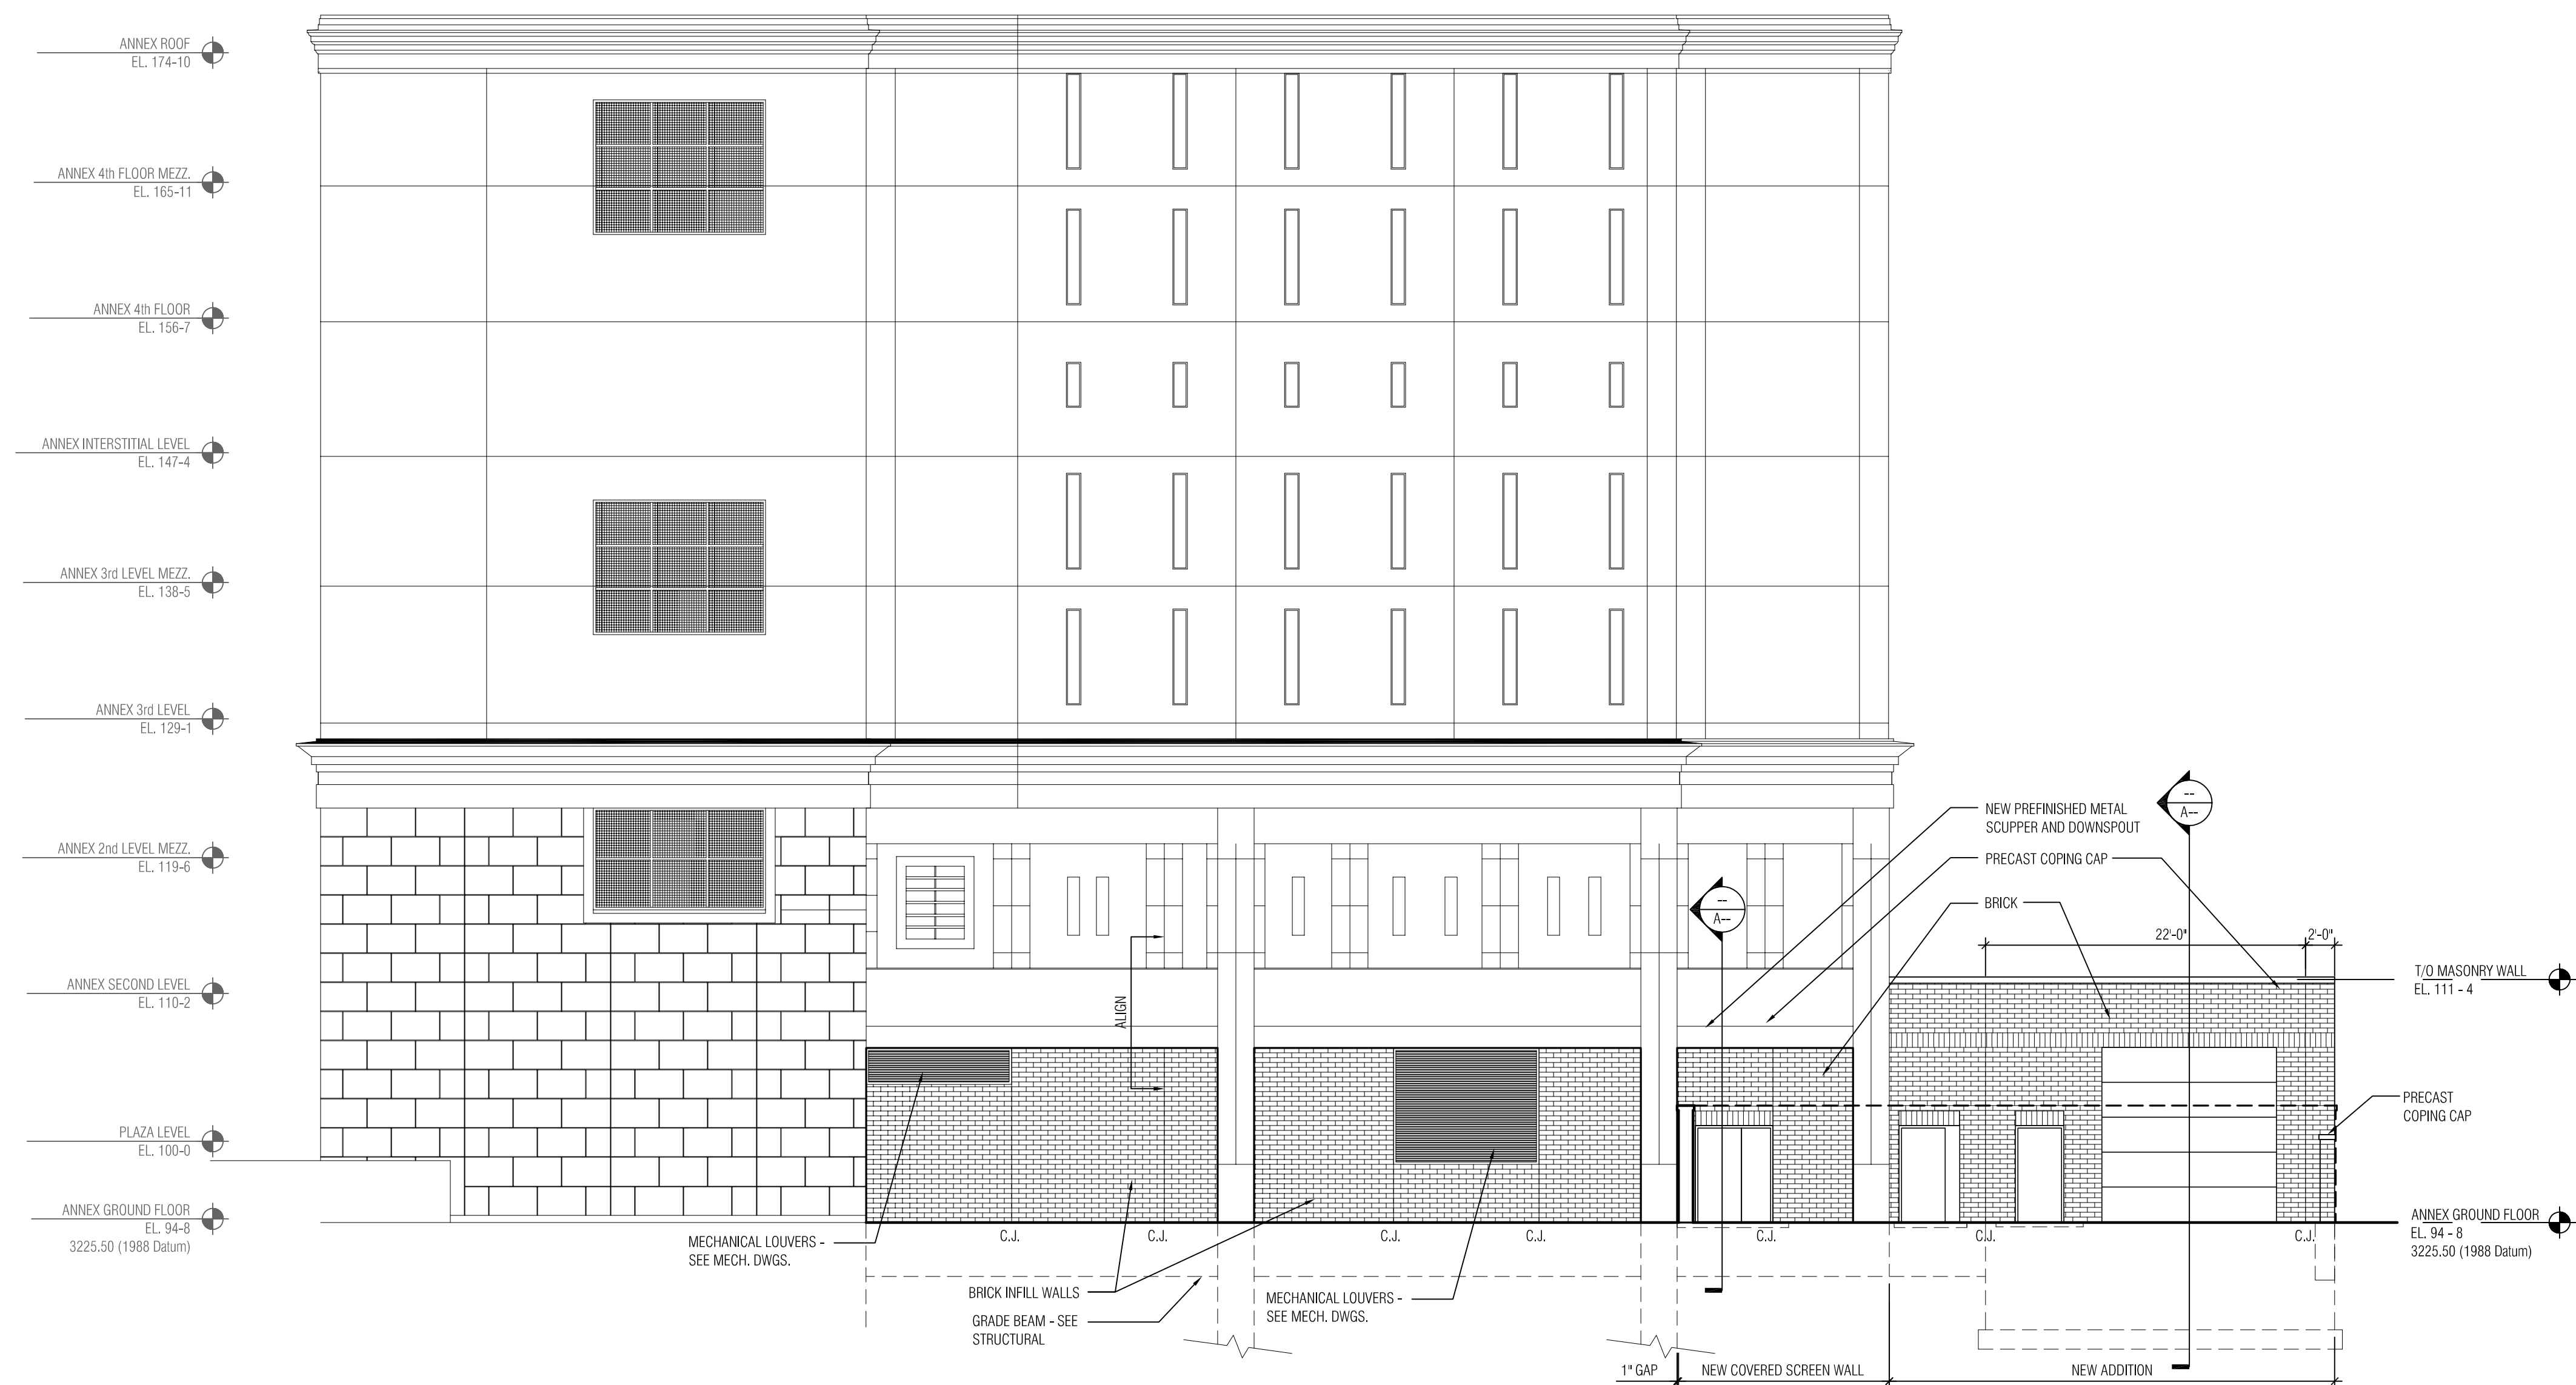 ANNEX ROOF
EL. 174-10
ANNEX 4th FLOOR MEZZ.
EL. 165-11
ANNEX 4th FLOOR
EL. 156-7
ANNEX INTERSTITIAL LEVEL
EL. 147-4
ANNEX 3rd LEVEL MEZZ.
EL. 138-5
ANNEX 3rd LEVEL
EL. 129-1
ANNEX 2nd LEVEL MEZZ.
EL. 119-6
ANNEX SECOND LEVEL
EL. 110-2
PLAZA LEVEL
EL. 100-0
ANNEX GROUND FLOOR
EL. 94-8
3225.50 (1988 Datum)
ALIGN
--
A--
--
A--
NEW PREFINISHED METAL
SCUPPER AND DOWNSPOUT
PRECAST COPING CAP
BRICK
22'-0"
2'-0"
T/O MASONRY WALL
EL. 111 - 4
PRECAST
COPING CAP
ANNEX GROUND FLOOR
EL. 94 - 8
3225.50 (1988 Datum)
C.J.
C.J.
C.J.
C.J.
C.J.
C.J.
C.J.
MECHANICAL LOUVERS -
SEE MECH. DWGS.
BRICK INFILL WALLS
GRADE BEAM - SEE
STRUCTURAL
MECHANICAL LOUVERS -
SEE MECH. DWGS.
1" GAP
NEW COVERED SCREEN WALL
NEW ADDITION